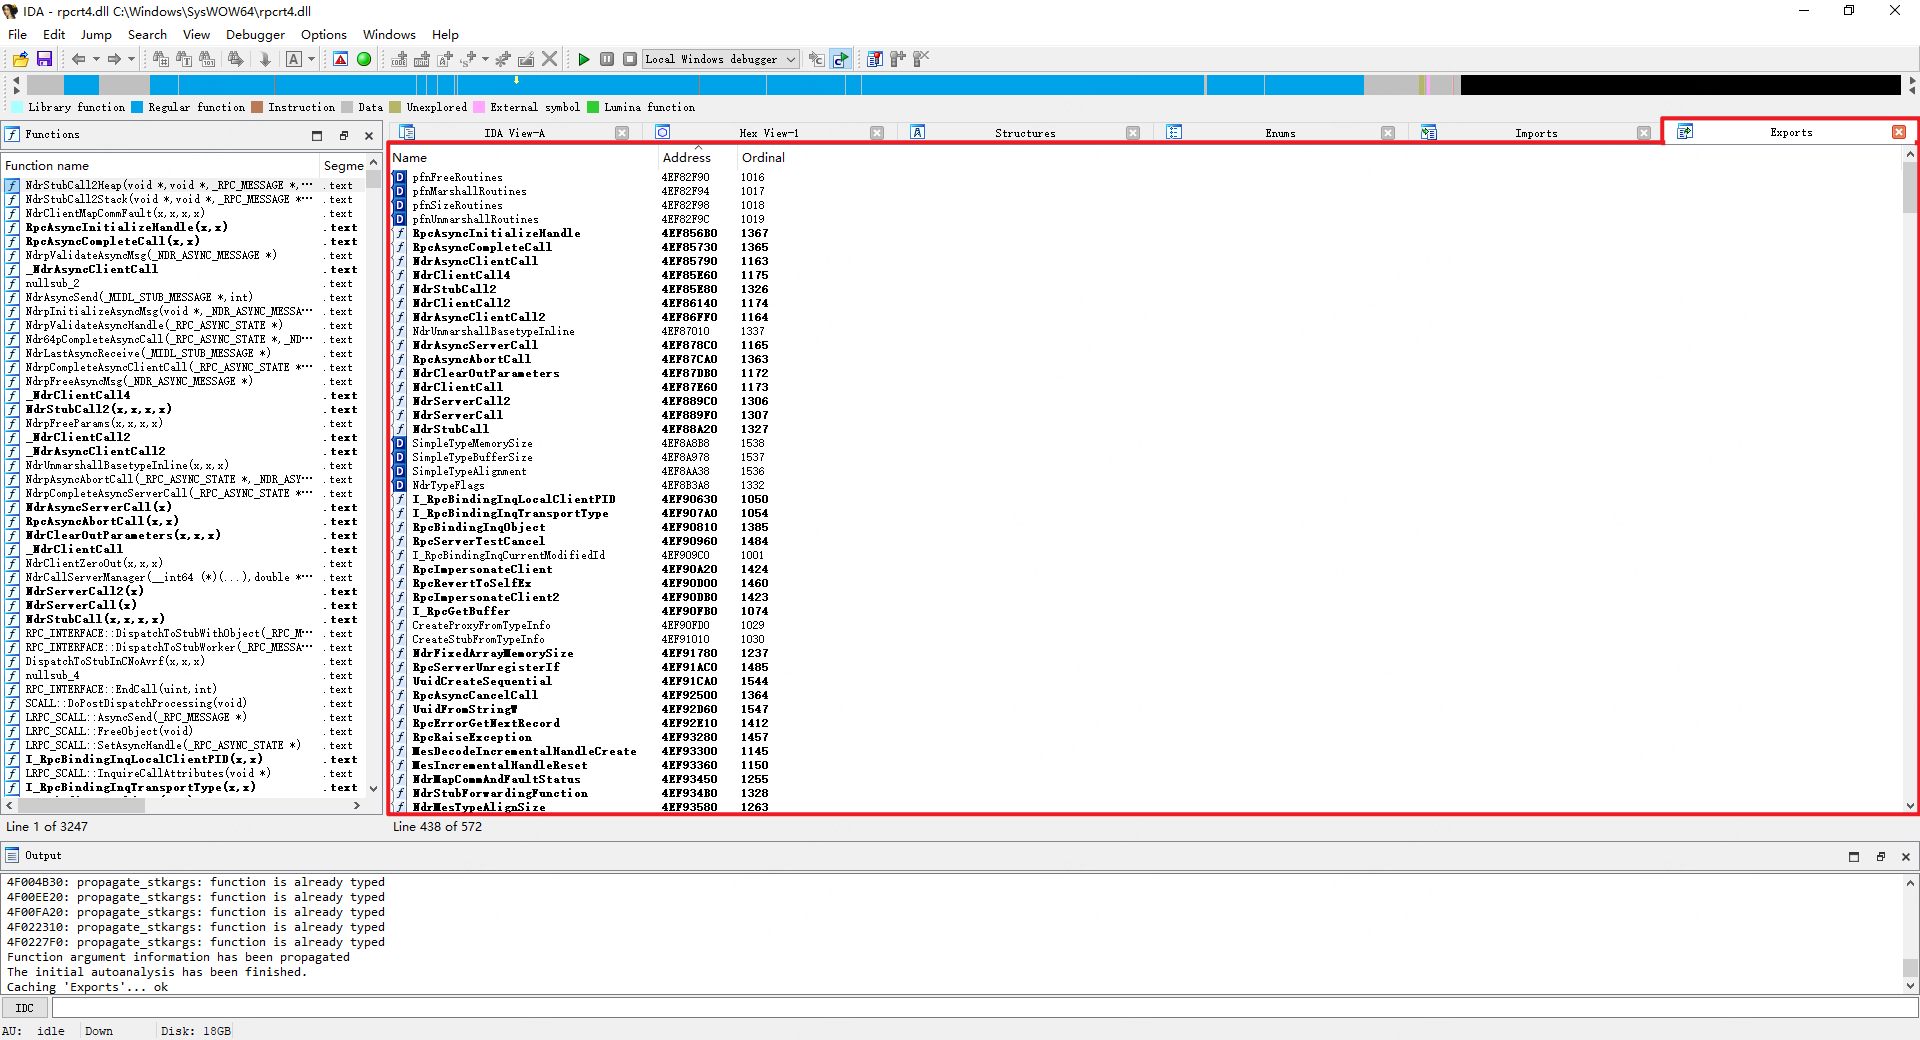 IDA - rpcrt4.dll C:\Windows\SysWOW64\rpcrt4.dll
File Edit Jump Search View Debugger Options Windows Help
Local Windows debugger
Library function Regular function Instruction Data Unexplored External symbol Lumina function
Functions
IDA View-A Hex View-1 Structures Enums Imports Exports
Function name Segme
NdrStubCall2Heap(void *,void *,_RPC_MESSAGE *,··· .text
NdrStubCall2Stack(void *,void *,_RPC_MESSAGE *··· .text
NdrClientMapCommFault(x,x,x,x) .text
RpcAsyncInitializeHandle(x,x) .text
RpcAsyncCompleteCall(x,x) .text
NdrpValidateAsyncMsg(_NDR_ASYNC_MESSAGE *) .text
_NdrAsyncClientCall .text
nullsub_2 .text
NdrAsyncSend(_MIDL_STUB_MESSAGE *,int) .text
NdrpInitializeAsyncMsg(void *,_NDR_ASYNC_MESSA··· .text
NdrpValidateAsyncHandle(_RPC_ASYNC_STATE *) .text
Ndr64pCompleteAsyncCall(_RPC_ASYNC_STATE *,_ND··· .text
NdrLastAsyncReceive(_MIDL_STUB_MESSAGE *) .text
NdrpCompleteAsyncClientCall(_RPC_ASYNC_STATE *··· .text
NdrpFreeAsyncMsg(_NDR_ASYNC_MESSAGE *) .text
_NdrClientCall4 .text
NdrStubCall2(x,x,x,x) .text
NdrpFreeParams(x,x,x,x) .text
_NdrClientCall2 .text
_NdrAsyncClientCall2 .text
NdrUnmarshallBasetypeInline(x,x,x) .text
NdrpAsyncAbortCall(_RPC_ASYNC_STATE *,_NDR_ASY··· .text
NdrpCompleteAsyncServerCall(_RPC_ASYNC_STATE *··· .text
NdrAsyncServerCall(x) .text
RpcAsyncAbortCall(x,x) .text
NdrClearOutParameters(x,x,x) .text
_NdrClientCall .text
NdrClientZeroOut(x,x,x) .text
NdrCallServerManager(__int64 (*)(...),double *··· .text
NdrServerCall2(x) .text
NdrServerCall(x) .text
NdrStubCall(x,x,x,x) .text
RPC_INTERFACE::DispatchToStubWithObject(_RPC_M··· .text
RPC_INTERFACE::DispatchToStubWorker(_RPC_MESSA··· .text
DispatchToStubInCNoAvrf(x,x,x) .text
nullsub_4 .text
RPC_INTERFACE::EndCall(uint,int) .text
SCALL::DoPostDispatchProcessing(void) .text
LRPC_SCALL::AsyncSend(_RPC_MESSAGE *) .text
LRPC_SCALL::FreeObject(void) .text
LRPC_SCALL::SetAsyncHandle(_RPC_ASYNC_STATE *) .text
I_RpcBindingInqLocalClientPID(x,x) .text
LRPC_SCALL::InquireCallAttributes(void *) .text
I_RpcBindingInqTransportType(x,x) .text
Line 1 of 3247
Name Address Ordinal
pfnFreeRoutines 4EF82F90 1016
pfnMarshallRoutines 4EF82F94 1017
pfnSizeRoutines 4EF82F98 1018
pfnUnmarshallRoutines 4EF82F9C 1019
RpcAsyncInitializeHandle 4EF856B0 1367
RpcAsyncCompleteCall 4EF85730 1365
NdrAsyncClientCall 4EF85790 1163
NdrClientCall4 4EF85E60 1175
NdrStubCall2 4EF85E80 1326
NdrClientCall2 4EF86140 1174
NdrAsyncClientCall2 4EF86FF0 1164
NdrUnmarshallBasetypeInline 4EF87010 1337
NdrAsyncServerCall 4EF878C0 1165
RpcAsyncAbortCall 4EF87CA0 1363
NdrClearOutParameters 4EF87DB0 1172
NdrClientCall 4EF87E60 1173
NdrServerCall2 4EF889C0 1306
NdrServerCall 4EF889F0 1307
NdrStubCall 4EF88A20 1327
SimpleTypeMemorySize 4EF8A8B8 1538
SimpleTypeBufferSize 4EF8A978 1537
SimpleTypeAlignment 4EF8AA38 1536
NdrTypeFlags 4EF8B3A8 1332
I_RpcBindingInqLocalClientPID 4EF90630 1050
I_RpcBindingInqTransportType 4EF907A0 1054
RpcBindingInqObject 4EF90810 1385
RpcServerTestCancel 4EF90960 1484
I_RpcBindingInqCurrentModifiedId 4EF909C0 1001
RpcImpersonateClient 4EF90A20 1424
RpcRevertToSelfEx 4EF90D00 1460
RpcImpersonateClient2 4EF90DB0 1423
I_RpcGetBuffer 4EF90FB0 1074
CreateProxyFromTypeInfo 4EF90FD0 1029
CreateStubFromTypeInfo 4EF91010 1030
NdrFixedArrayMemorySize 4EF91780 1237
RpcServerUnregisterIf 4EF91AC0 1485
UuidCreateSequential 4EF91CA0 1544
RpcAsyncCancelCall 4EF92500 1364
UuidFromStringW 4EF92D60 1547
RpcErrorGetNextRecord 4EF92E10 1412
RpcRaiseException 4EF93280 1457
MesDecodeIncrementalHandleCreate 4EF93300 1145
MesIncrementalHandleReset 4EF93360 1150
NdrMapCommAndFaultStatus 4EF93450 1255
NdrStubForwardingFunction 4EF934B0 1328
NdrMesTypeAlignSize 4EF93580 1263
Line 438 of 572
Output
4F004B30: propagate_stkargs: function is already typed
4F00EE20: propagate_stkargs: function is already typed
4F00FA20: propagate_stkargs: function is already typed
4F022310: propagate_stkargs: function is already typed
4F0227F0: propagate_stkargs: function is already typed
Function argument information has been propagated
The initial autoanalysis has been finished.
Caching 'Exports'... ok
IDC
AU: idle Down Disk: 18GB